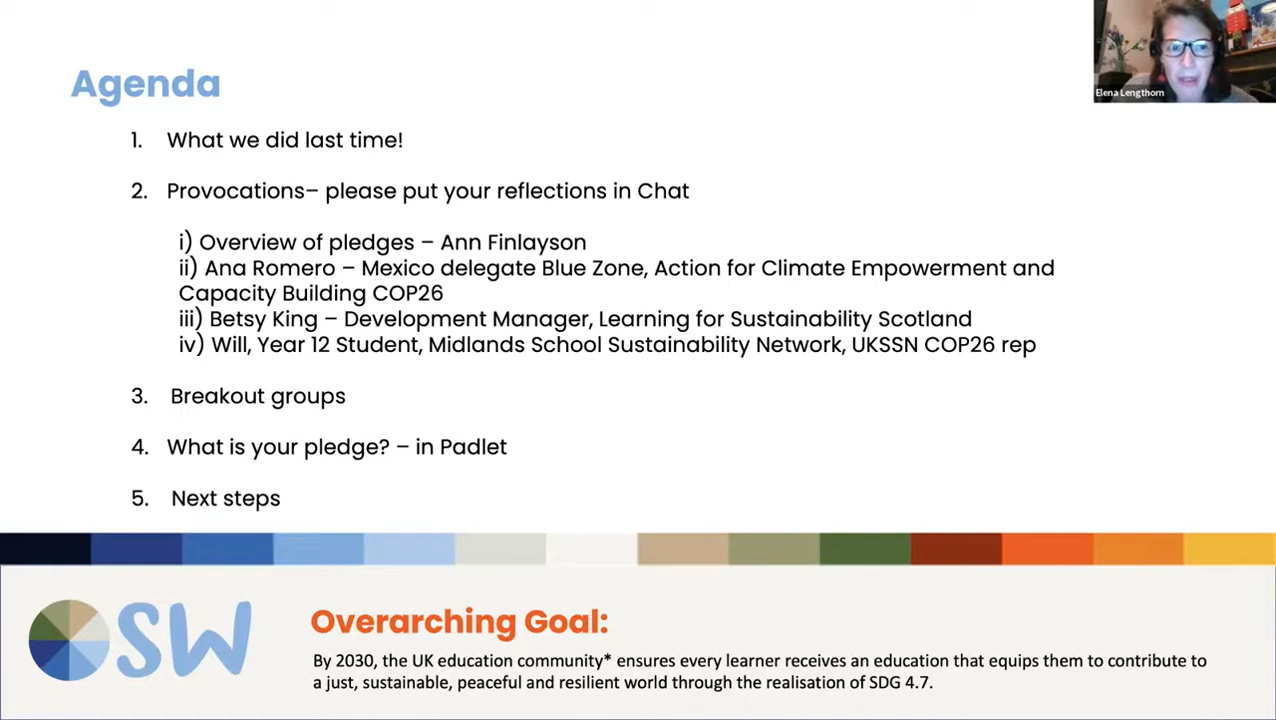 Agenda
Elena Lengthorn
1. What we did last time!
2. Provocations– please put your reflections in Chat
i) Overview of pledges – Ann Finlayson
ii) Ana Romero – Mexico delegate Blue Zone, Action for Climate Empowerment and
Capacity Building COP26
iii) Betsy King – Development Manager, Learning for Sustainability Scotland
iv) Will, Year 12 Student, Midlands School Sustainability Network, UKSSN COP26 rep
3. Breakout groups
4. What is your pledge? – in Padlet
5. Next steps
SW
Overarching Goal:
By 2030, the UK education community* ensures every learner receives an education that equips them to contribute to
a just, sustainable, peaceful and resilient world through the realisation of SDG 4.7.